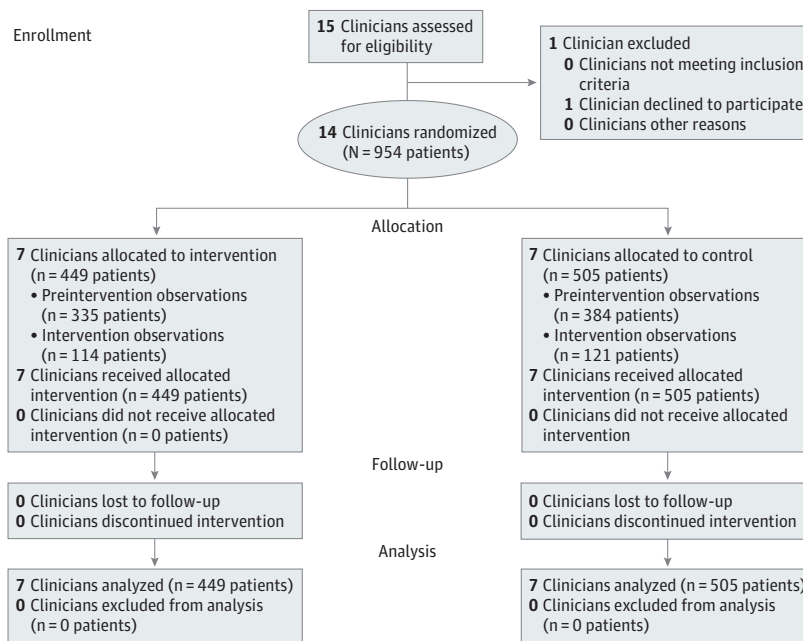 Enrollment
15 Clinicians assessed
for eligibility
1 Clinician excluded
0 Clinicians not meeting inclusion
criteria
1 Clinician declined to participate
0 Clinicians other reasons
14 Clinicians randomized
(N = 954 patients)
Allocation
7 Clinicians allocated to intervention
(n = 449 patients)
• Preintervention observations
(n = 335 patients)
• Intervention observations
(n = 114 patients)
7 Clinicians received allocated
intervention (n = 449 patients)
0 Clinicians did not receive allocated
intervention (n = 0 patients)
7 Clinicians allocated to control
(n = 505 patients)
• Preintervention observations
(n = 384 patients)
• Intervention observations
(n = 121 patients)
7 Clinicians received allocated
intervention (n = 505 patients)
0 Clinicians did not receive allocated
intervention
Follow-up
0 Clinicians lost to follow-up
0 Clinicians discontinued intervention
0 Clinicians lost to follow-up
0 Clinicians discontinued intervention
Analysis
7 Clinicians analyzed (n = 449 patients)
0 Clinicians excluded from analysis
(n = 0 patients)
7 Clinicians analyzed (n = 505 patients)
0 Clinicians excluded from analysis
(n = 0 patients)